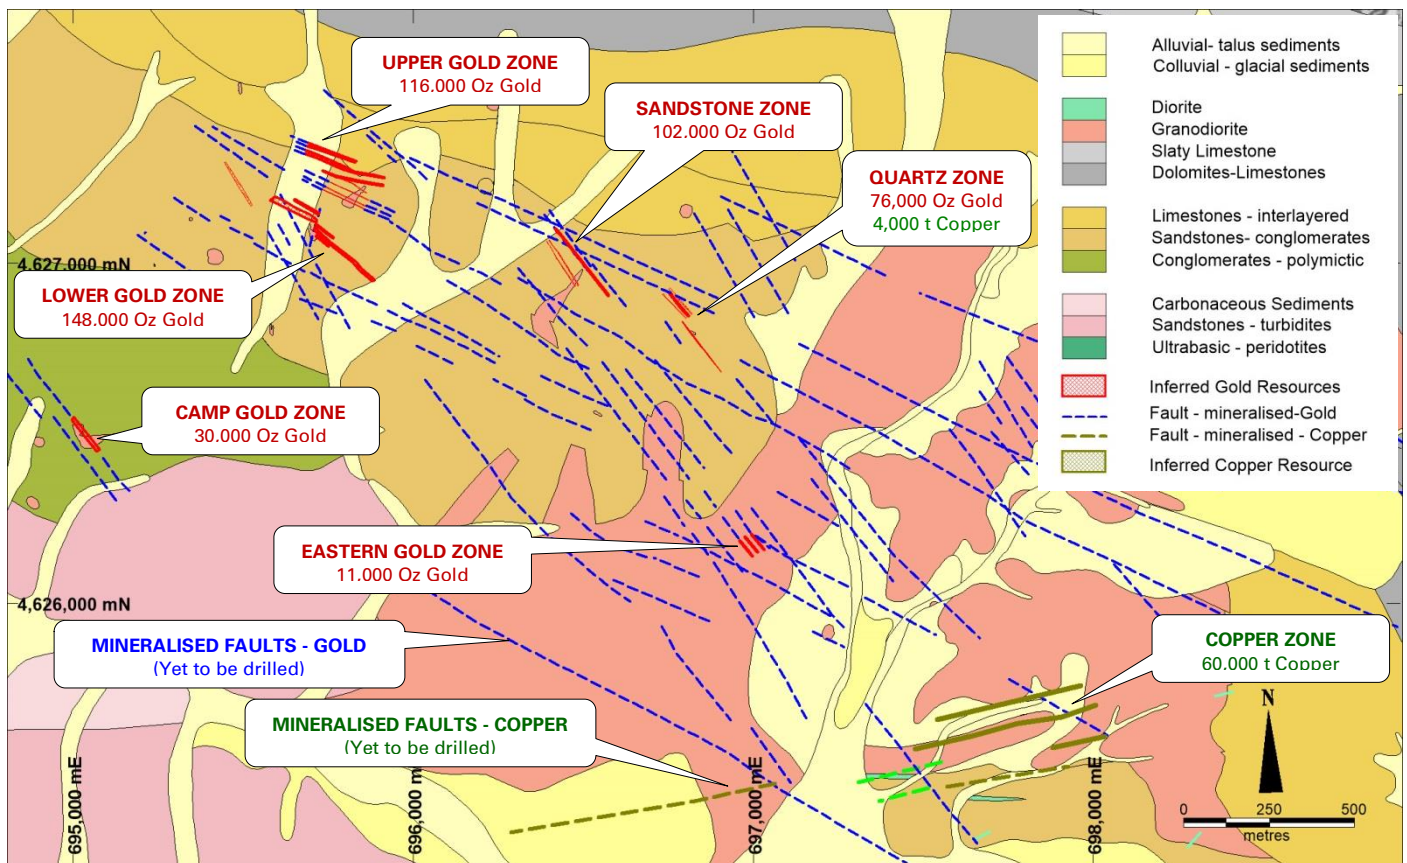 UPPER GOLD ZONE
116.000 Oz Gold
SANDSTONE ZONE
102.000 Oz Gold
QUARTZ ZONE
76,000 Oz Gold
4,000 t Copper
4,627,000 mN
LOWER GOLD ZONE
148.000 Oz Gold
CAMP GOLD ZONE
30.000 Oz Gold
EASTERN GOLD ZONE
11.000 Oz Gold
4,626,000 mN
MINERALISED FAULTS - GOLD
(Yet to be drilled)
MINERALISED FAULTS - COPPER
(Yet to be drilled)
COPPER ZONE
60.000 t Copper
695,000 mE
696,000 mE
697,000 mE
698,000 mE
Alluvial- talus sediments
Colluvial - glacial sediments
Diorite
Granodiorite
Slaty Limestone
Dolomites-Limestones
Limestones - interlayered
Sandstones- conglomerates
Conglomerates - polymictic
Carbonaceous Sediments
Sandstones - turbidites
Ultrabasic - peridotites
Inferred Gold Resources
Fault - mineralised-Gold
Fault - mineralised - Copper
Inferred Copper Resource
N
0 250 500
metres